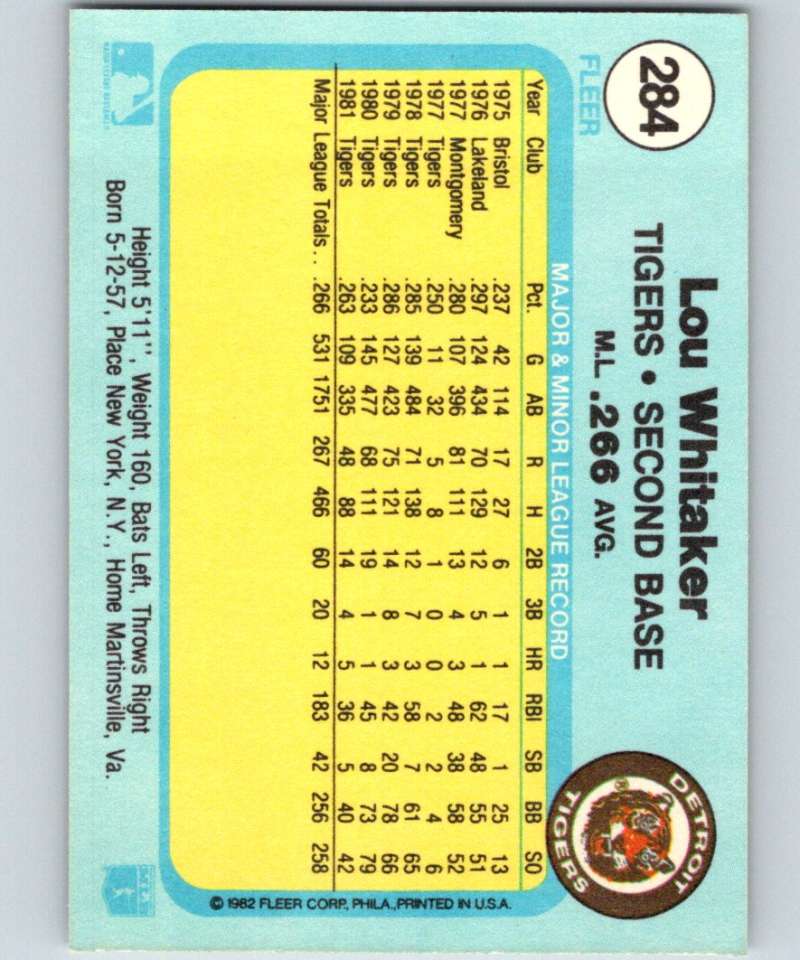 284
FLEER
Lou Whitaker
TIGERS • SECOND BASE
M.L. .266 AVG.
DETROIT
TIGERS
MAJOR & MINOR LEAGUE RECORD
Year Club Pct. G AB R H 2B 3B HR RBI SB BB SO
1975 Bristol .237 42 114 17 27 6 1 1 17 1 25 13
1976 Lakeland .297 124 434 70 129 12 5 1 62 48 55 51
1977 Montgomery .280 107 396 81 111 13 4 3 48 38 58 52
1977 Tigers .250 11 32 5 8 1 0 0 2 2 4 6
1978 Tigers .285 139 484 71 138 12 7 3 58 7 61 65
1979 Tigers .286 127 423 75 121 14 8 3 42 20 78 66
1980 Tigers .233 145 477 68 111 19 1 1 45 8 73 79
1981 Tigers .263 109 335 48 88 14 4 5 36 5 40 42
Major League Totals . . .266 531 1751 267 466 60 20 12 183 42 256 258
© 1982 FLEER CORP., PHILA., PRINTED IN U.S.A.
Height 5'11", Weight 160, Bats Left, Throws Right
Born 5-12-57, Place New York, N.Y., Home Martinsville, Va.